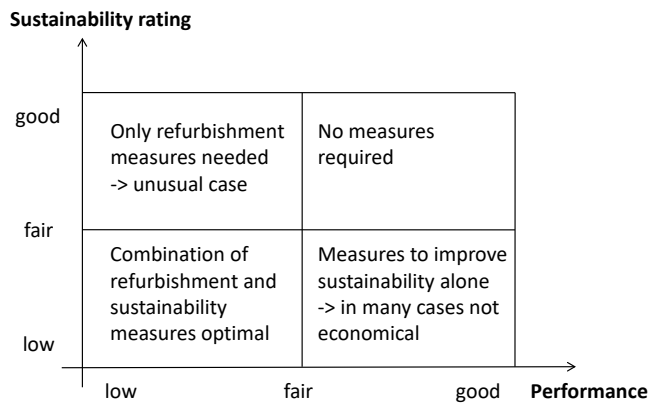 Sustainability rating
good
Only refurbishment
measures needed
-> unusual case
No measures
required
fair
Combination of
refurbishment and
sustainability
measures optimal
Measures to improve
sustainability alone
-> in many cases not
economical
low
low
fair
good
Performance